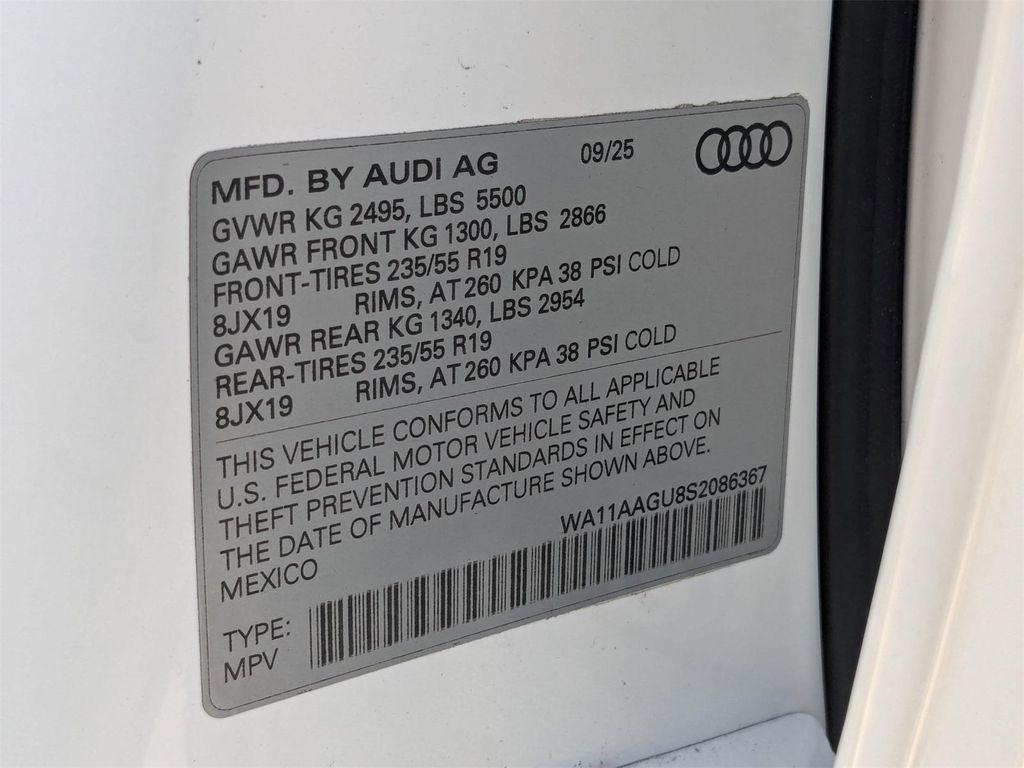 MFD. BY AUDI AG 09/25
GVWR KG 2495, LBS 5500
GAWR FRONT KG 1300, LBS 2866
FRONT-TIRES 235/55 R19
8JX19 RIMS, AT 260 KPA 38 PSI COLD
GAWR REAR KG 1340, LBS 2954
REAR-TIRES 235/55 R19
8JX19 RIMS, AT 260 KPA 38 PSI COLD
THIS VEHICLE CONFORMS TO ALL APPLICABLE
U.S. FEDERAL MOTOR VEHICLE SAFETY AND
THEFT PREVENTION STANDARDS IN EFFECT ON
THE DATE OF MANUFACTURE SHOWN ABOVE.
MEXICO WA11AAGU8S2086367
TYPE:
MPV